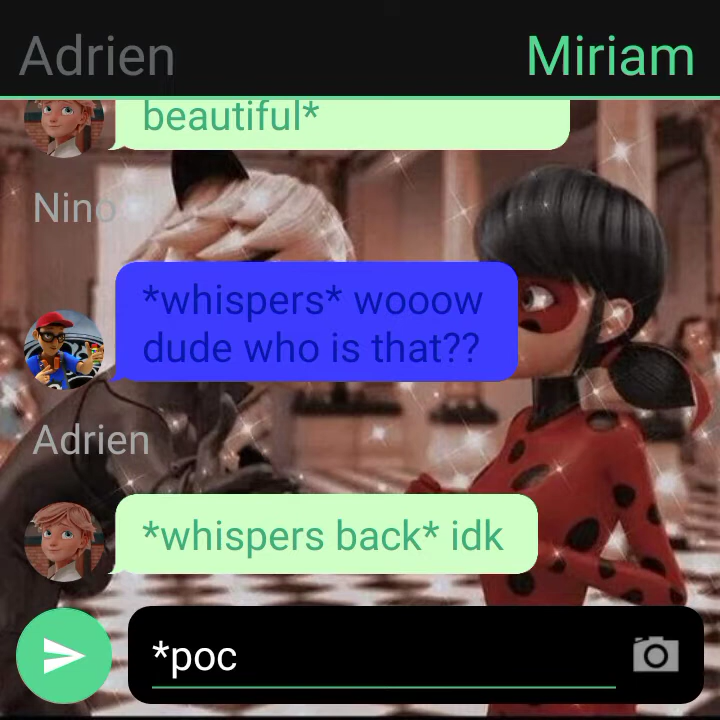 Adrien
Miriam
beautiful*
Nino
*whispers* wooow
dude who is that??
Adrien
*whispers back* idk
*poc